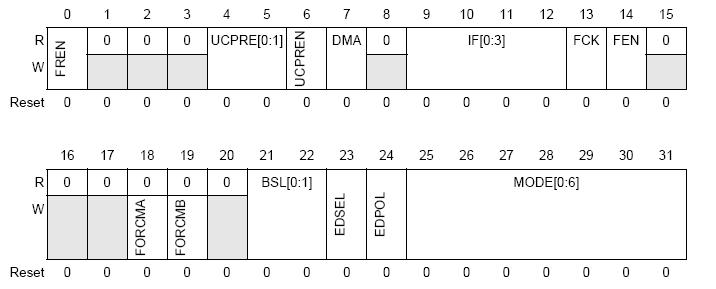 0 1 2 3 4 5 6 7 8 9 10 11 12 13 14 15
R FREN 0 0 0 UCPRE[0:1] UCPREN DMA 0 IF[0:3] FCK FEN 0
W
Reset 0 0 0 0 0 0 0 0 0 0 0 0 0 0 0 0
16 17 18 19 20 21 22 23 24 25 26 27 28 29 30 31
R 0 0 0 0 0 BSL[0:1] EDSEL EDPOL MODE[0:6]
W FORCMA FORCMB
Reset 0 0 0 0 0 0 0 0 0 0 0 0 0 0 0 0